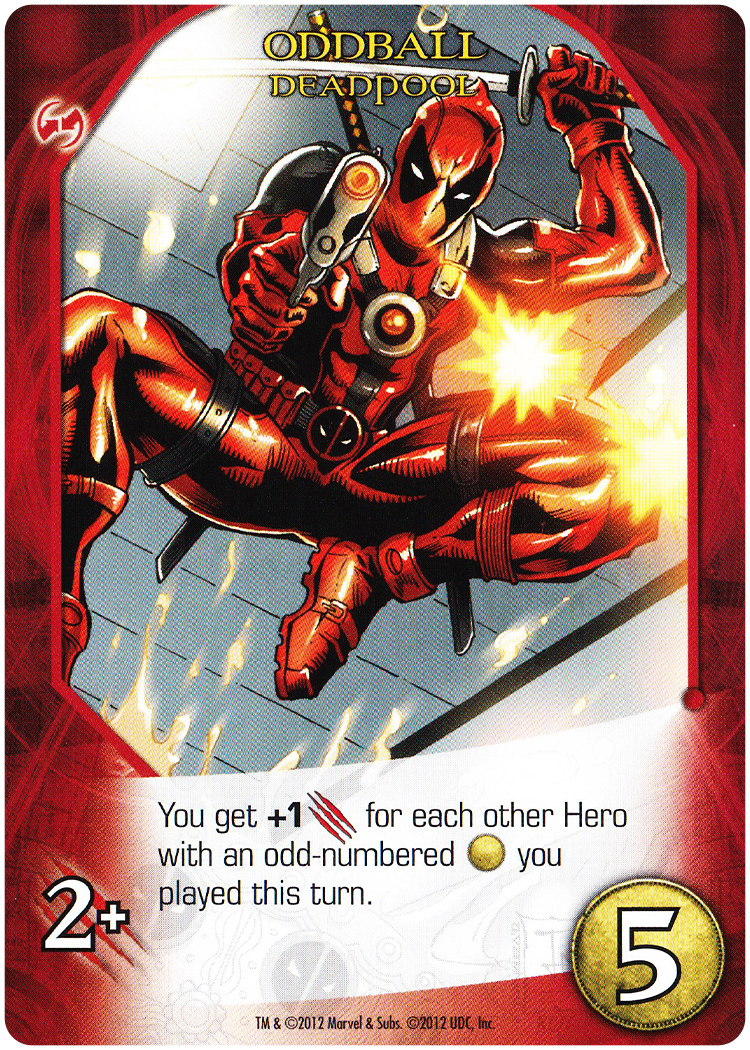 ODDBALL
DEADPOOL
You get +1 for each other Hero
with an odd-numbered you
played this turn.
2+
5
TM & ©2012 Marvel & Subs. ©2012 UDC, Inc.